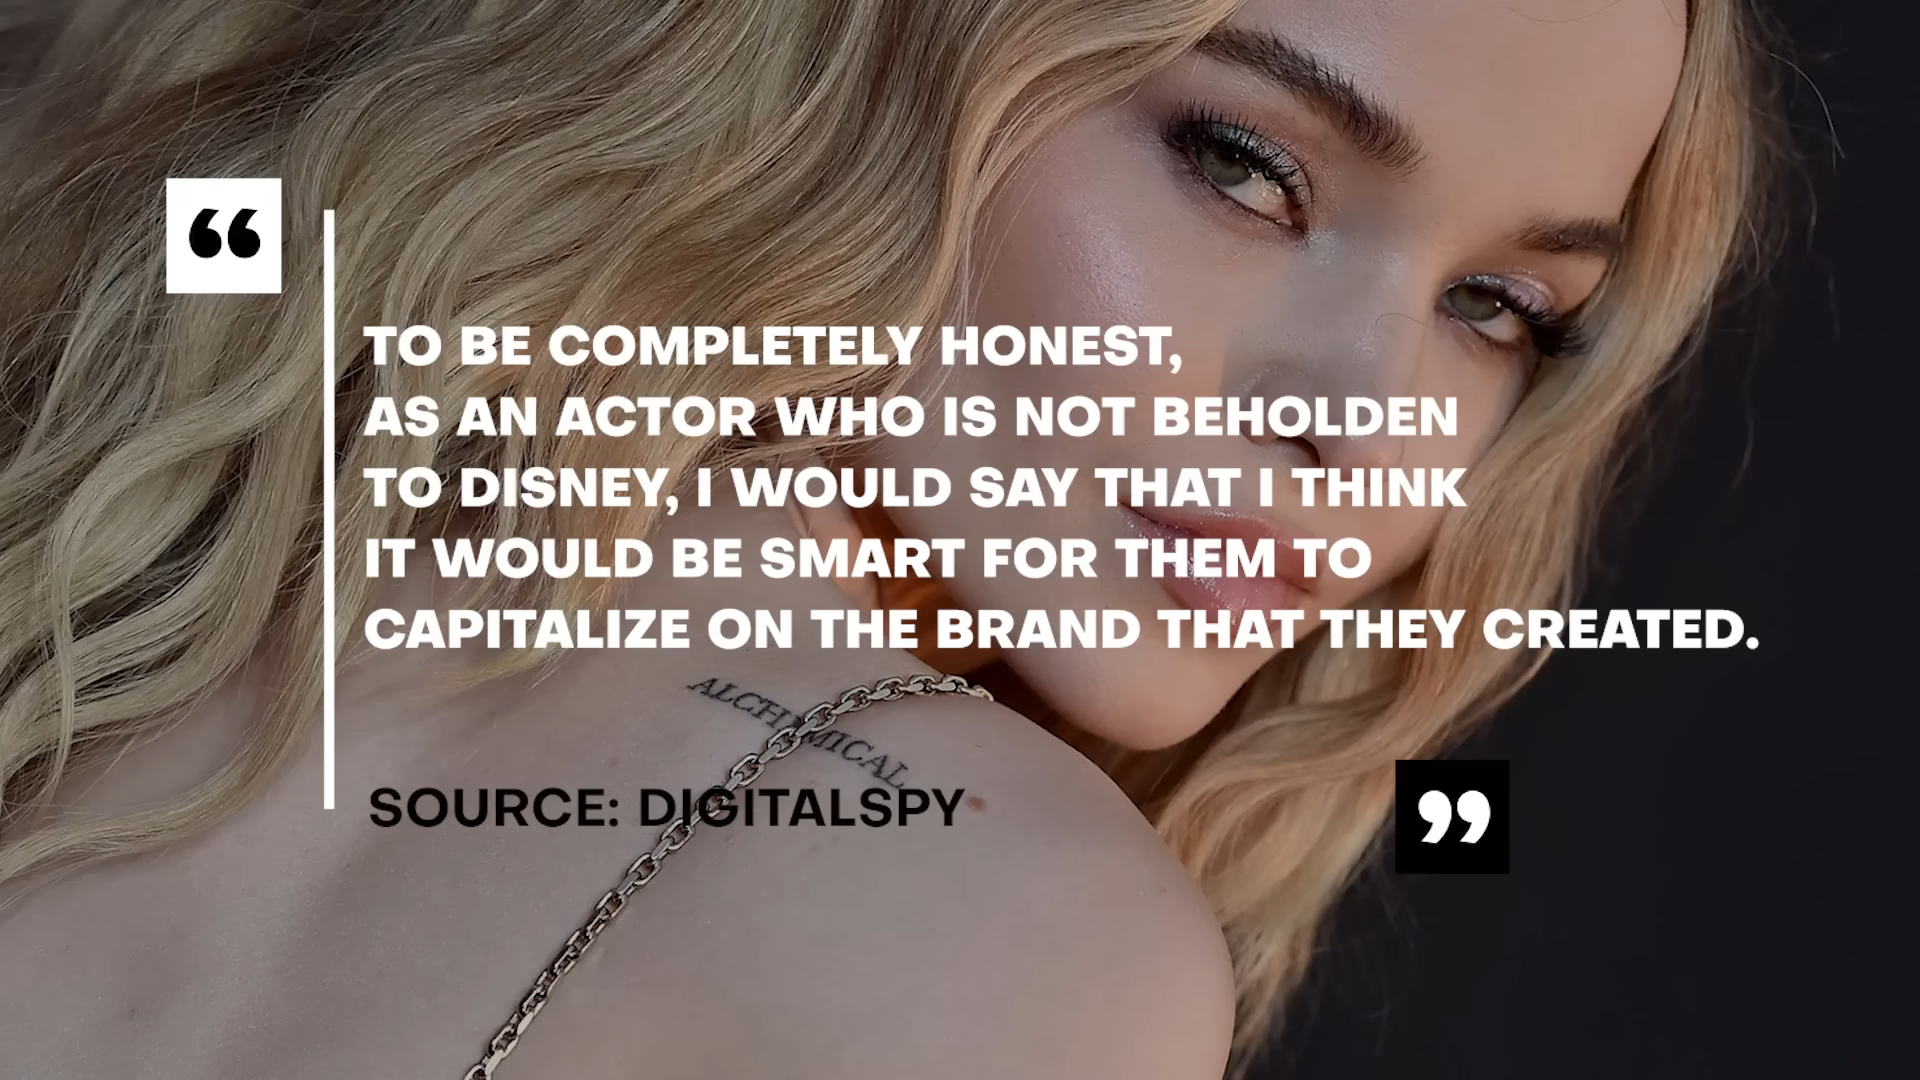 “
TO BE COMPLETELY HONEST,
AS AN ACTOR WHO IS NOT BEHOLDEN
TO DISNEY, I WOULD SAY THAT I THINK
IT WOULD BE SMART FOR THEM TO
CAPITALIZE ON THE BRAND THAT THEY CREATED.
ALCHEMICAL
SOURCE: DIGITALSPY
”